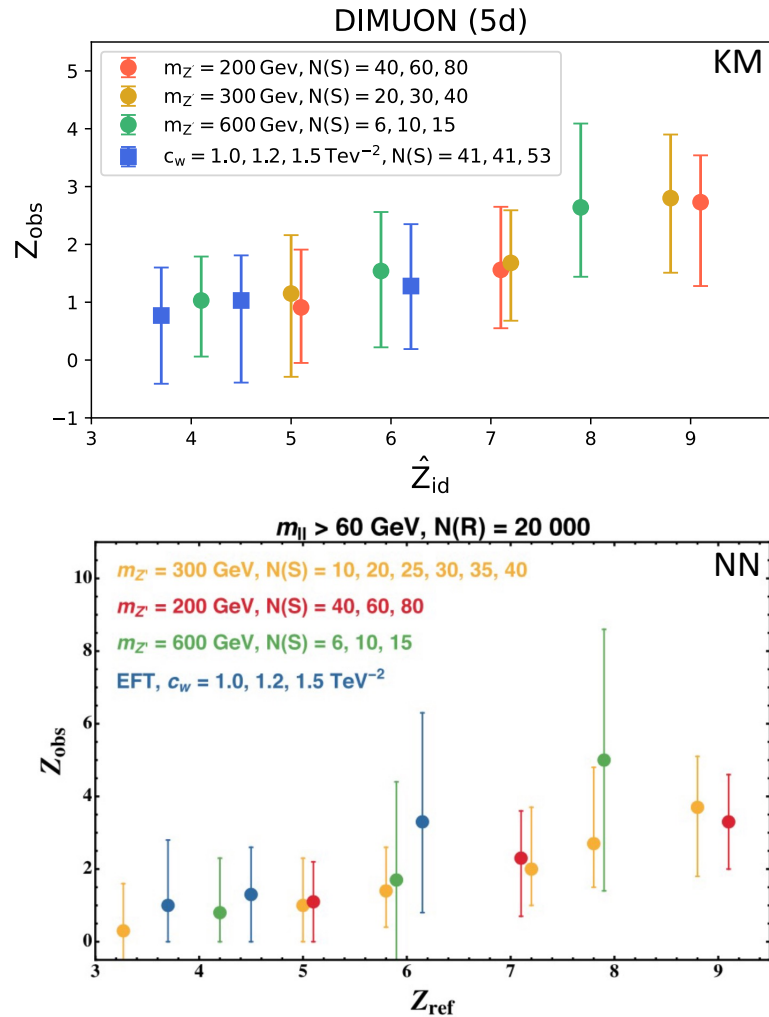 DIMUON (5d)
KM
m_Z' = 200 Gev, N(S) = 40, 60, 80
m_Z' = 300 GeV, N(S) = 20, 30, 40
m_Z' = 600 GeV, N(S) = 6, 10, 15
c_w = 1.0, 1.2, 1.5 Tev⁻², N(S) = 41, 41, 53
Z_obs
5
4
3
2
1
0
−1
3 4 5 6 7 8 9
Ẑ_id
m_ll > 60 GeV, N(R) = 20 000
NN
m_Z' = 300 GeV, N(S) = 10, 20, 25, 30, 35, 40
m_Z' = 200 GeV, N(S) = 40, 60, 80
m_Z' = 600 GeV, N(S) = 6, 10, 15
EFT, c_w = 1.0, 1.2, 1.5 TeV⁻²
Z_obs
10
8
6
4
2
0
3 4 5 6 7 8 9
Z_ref